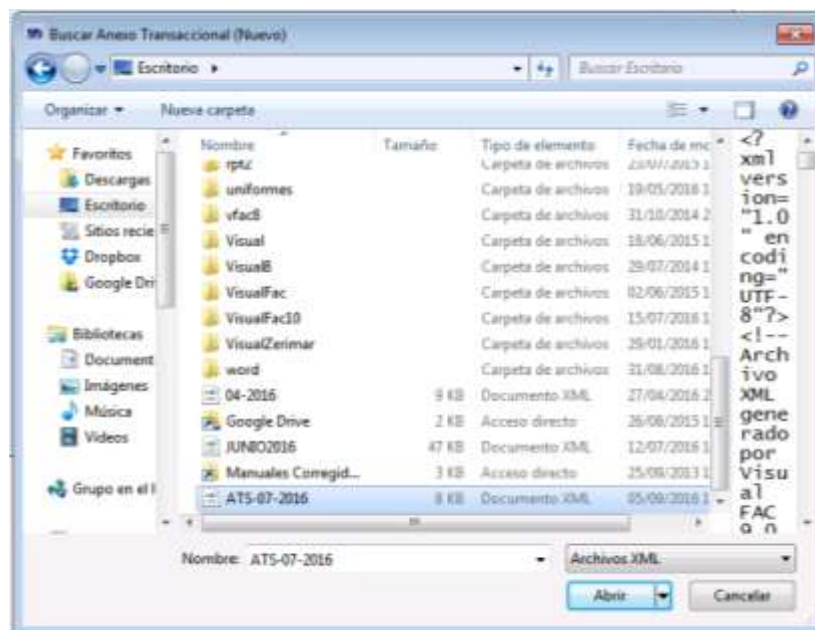 Buscar Anexo Transaccional (Nuevo)
Escritorio
Buscar Escritorio
Organizar
Nueva carpeta
Favoritos
Descargas
Escritorio
Sitios recie
Dropbox
Google Dri
Bibliotecas
Document
Imágenes
Música
Videos
Grupo en el
Nombre Tamaño Tipo de elemento Fecha de mc
rpt2 Carpeta de archivos 23/07/2015 1
uniformes Carpeta de archivos 19/05/2016 1
vfac8 Carpeta de archivos 31/10/2014 2
Visual Carpeta de archivos 18/06/2015 1
Visual8 Carpeta de archivos 29/07/2014 1
VisualFac Carpeta de archivos 02/06/2015 1
VisualFac10 Carpeta de archivos 15/07/2016 1
VisualZerimar Carpeta de archivos 29/01/2016 1
word Carpeta de archivos 31/08/2016 1
04-2016 9 KB Documento XML 27/04/2016 2
Google Drive 2 KB Acceso directo 26/08/2015 1
JUNIO2016 47 KB Documento XML 12/07/2016 1
Manuales Corregid... 3 KB Acceso directo 25/09/2013 1
ATS-07-2016 8 KB Documento XML 05/09/2016 1
<?
xml
vers
ion=
"1.0
" en
codi
ng="
UTF-
8"?>
<!--
Arch
ivo
XML
gene
rado
por
Visu
al
FAC
9.0
Nombre: ATS-07-2016
Archivos XML
Abrir
Cancelar